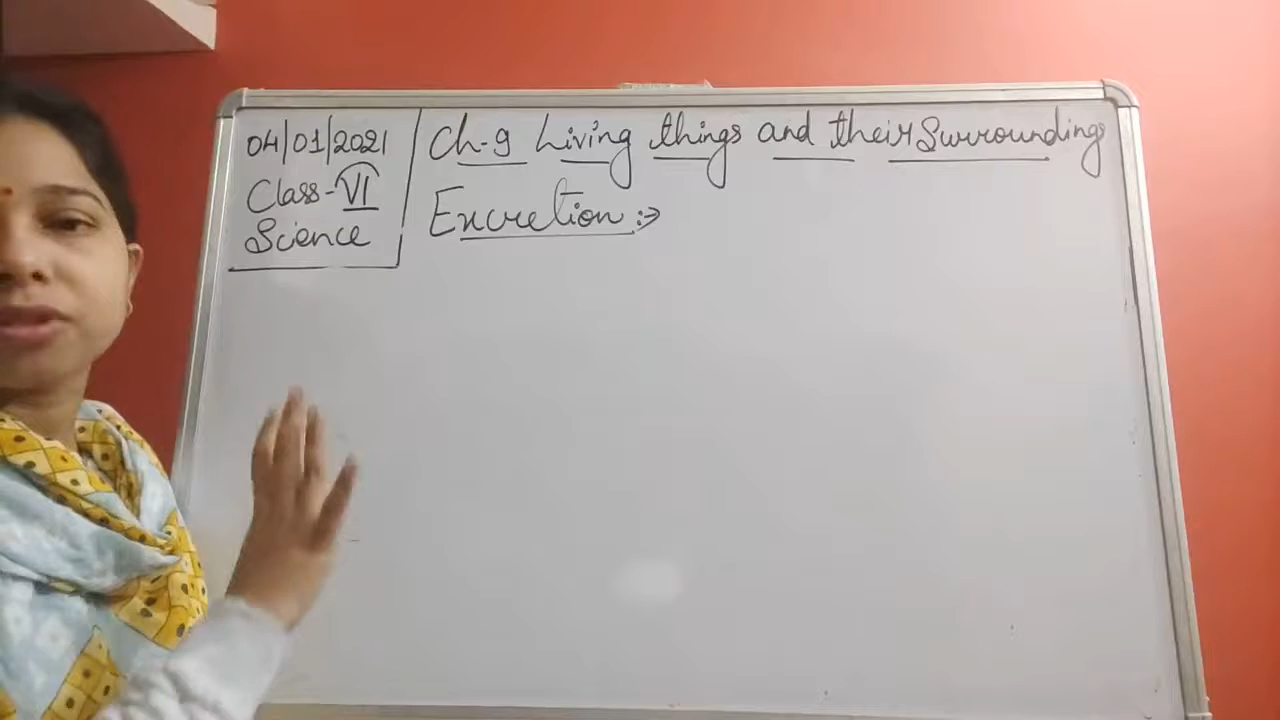 04/01/2021
Class-VI
Science
Ch-9 Living things and their Surroundings
Excretion :->